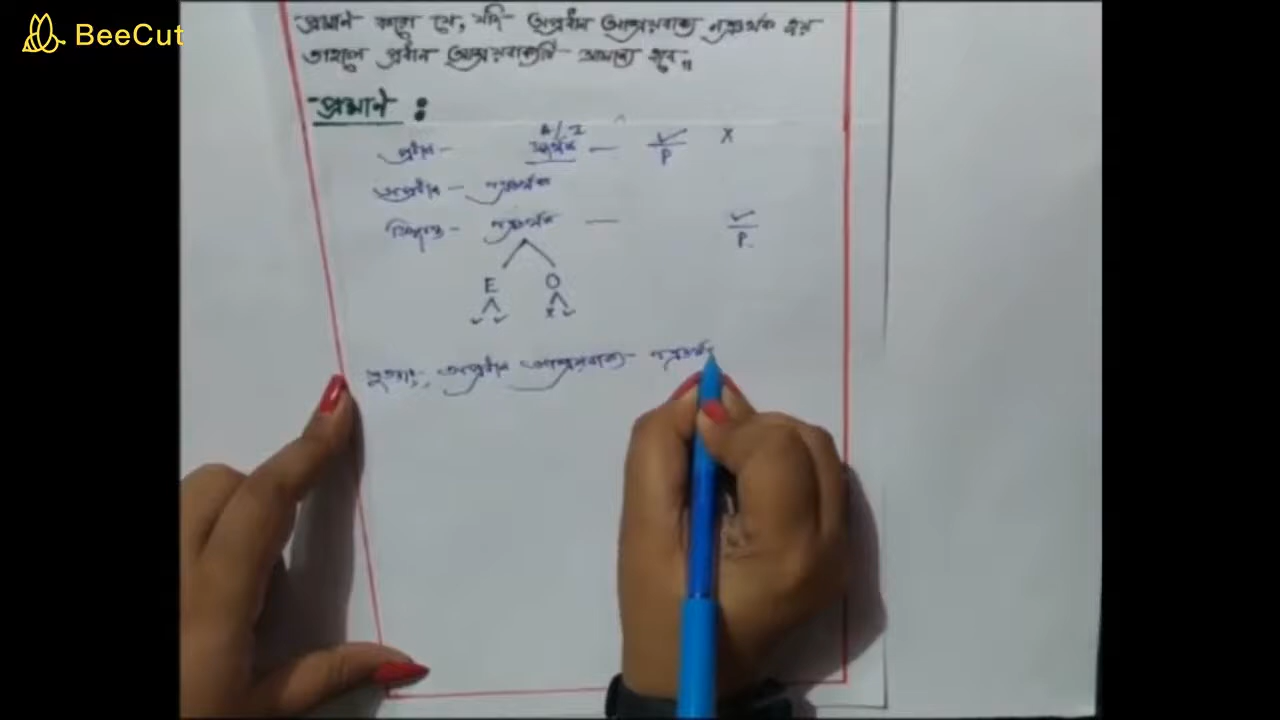 BeeCut
প্রমাণ করো যে, যদি অপ্রধান আশ্রয়বাক্য নঞর্থক হয়
তাহলে প্রধান আশ্রয়বাক্যটি হবে॥
প্রমাণ :
A/I
প্রধান - সদর্থক — ✓/P X
অপ্রধান - নঞর্থক
সিদ্ধান্ত - নঞর্থক — ✓/P
E O
✓ ✓ x ✓
সুতরাং, অপ্রধান আশ্রয়বাক্য নঞর্থক